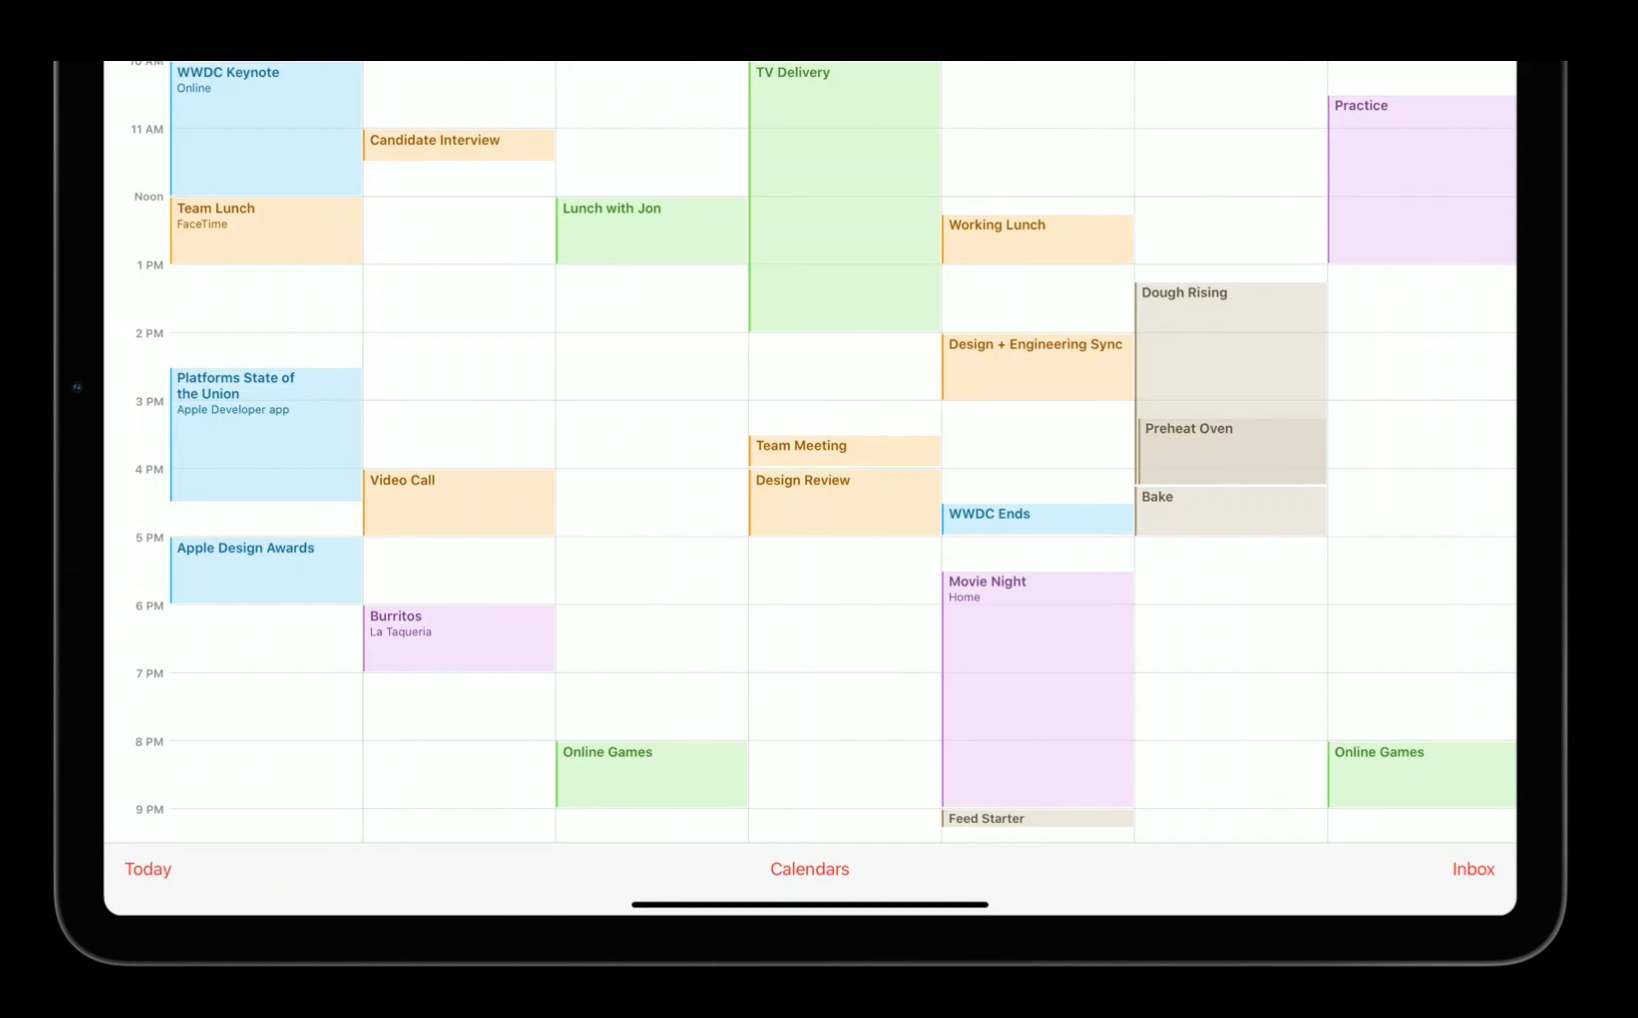 10 AM
WWDC Keynote
Online
TV Delivery
Practice
11 AM
Candidate Interview
Noon
Team Lunch
FaceTime
Lunch with Jon
Working Lunch
1 PM
Dough Rising
2 PM
Design + Engineering Sync
Platforms State of
the Union
Apple Developer app
3 PM
Preheat Oven
Team Meeting
4 PM
Video Call
Design Review
Bake
WWDC Ends
5 PM
Apple Design Awards
Movie Night
Home
6 PM
Burritos
La Taqueria
7 PM
8 PM
Online Games
Online Games
9 PM
Feed Starter
Today
Calendars
Inbox